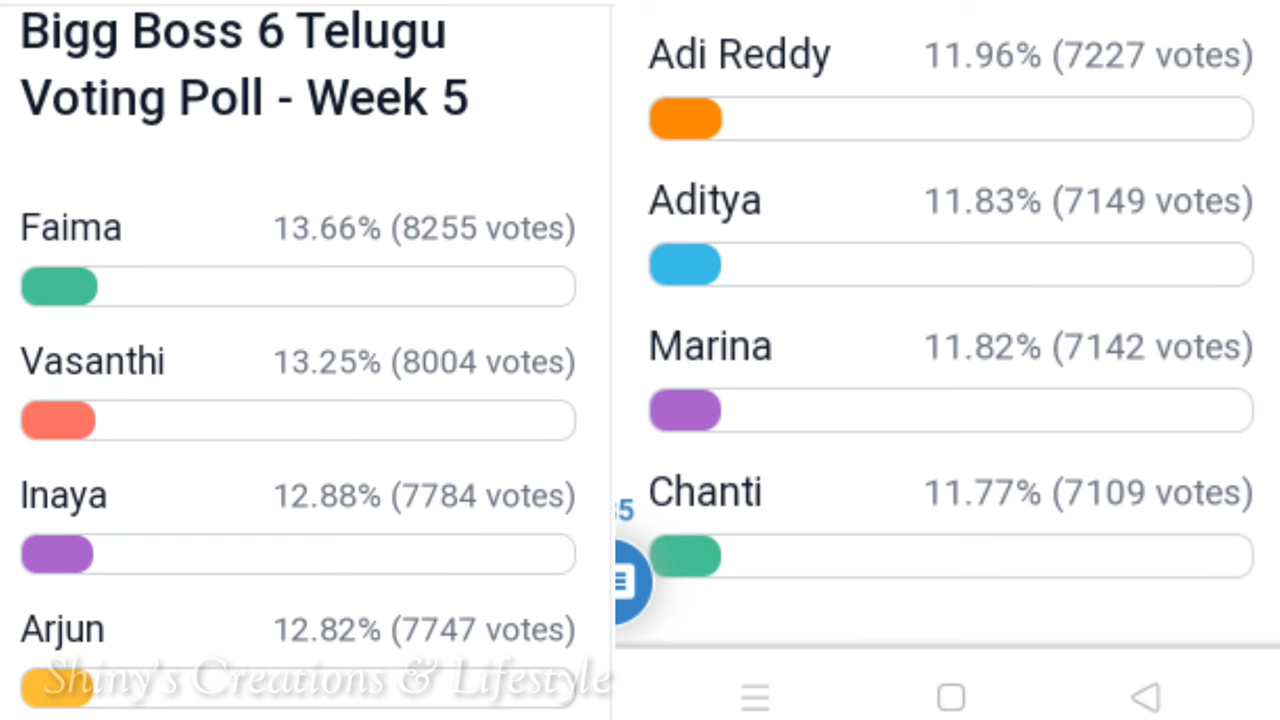 Bigg Boss 6 Telugu
Voting Poll - Week 5
Faima 13.66% (8255 votes)
Vasanthi 13.25% (8004 votes)
Inaya 12.88% (7784 votes)
Arjun 12.82% (7747 votes)
Shiny's Creations & Lifestyle
Adi Reddy 11.96% (7227 votes)
Aditya 11.83% (7149 votes)
Marina 11.82% (7142 votes)
Chanti 11.77% (7109 votes)